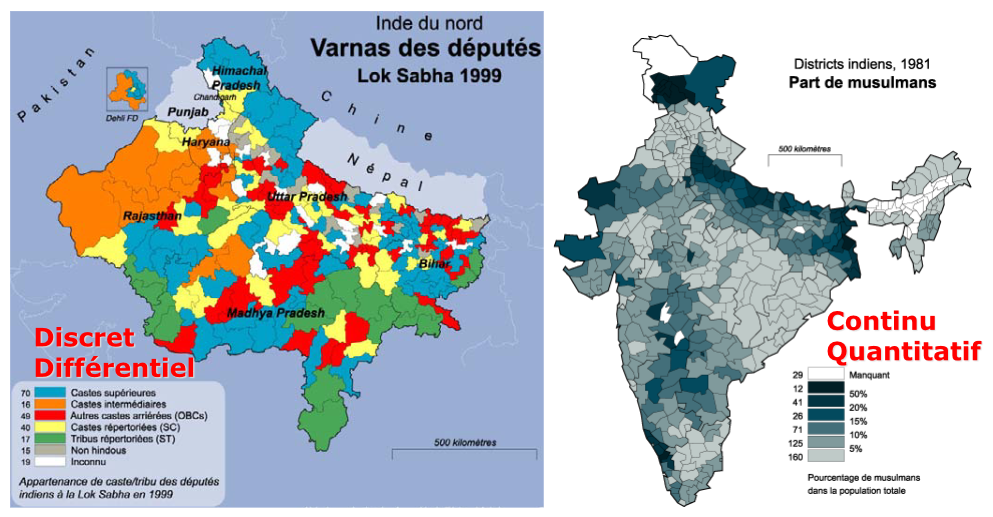 Inde du nord
Varnas des députés
Lok Sabha 1999
Pakistan
Chine
Népal
Himachal
Pradesh
Chandigarh
Punjab
Dehli FD
Haryana
Uttar Pradesh
Rajasthan
Bihar
Madhya Pradesh
Discret
Différentiel
70 Castes supérieures
16 Castes intermédiaires
49 Autres castes arriérées (OBCs)
40 Castes répertoriées (SC)
17 Tribus répertoriées (ST)
15 Non hindous
19 Inconnu
Appartenance de caste/tribu des députés
indiens à la Lok Sabha en 1999
500 kilomètres
Districts indiens, 1981
Part de musulmans
500 kilomètres
Continu
Quantitatif
29 Manquant
12
50%
41
20%
26
15%
71
10%
125
5%
160
Pourcentage de musulmans
dans la population totale